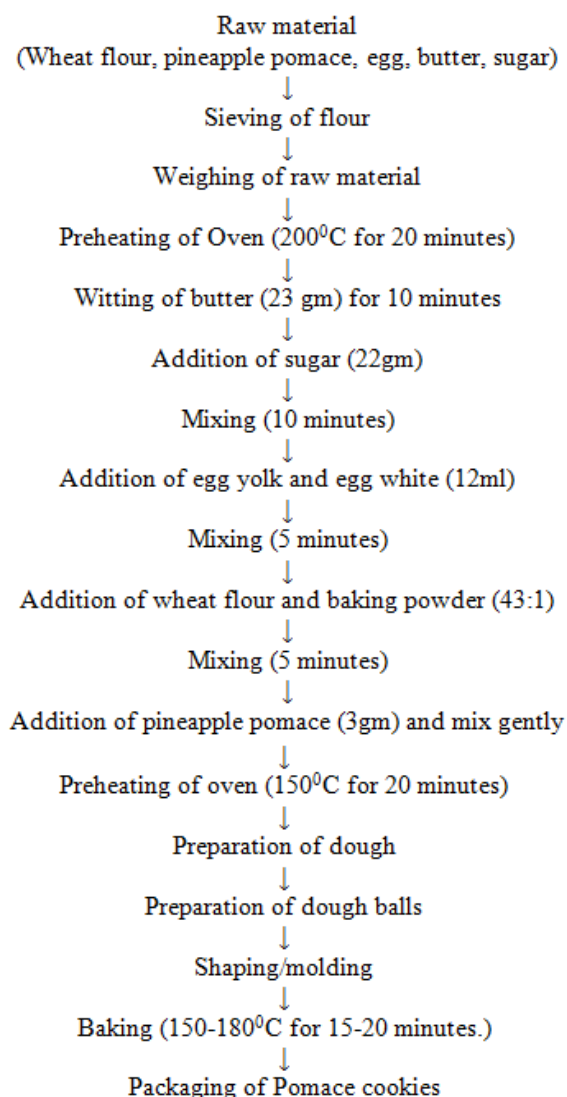 Raw material
(Wheat flour, pineapple pomace, egg, butter, sugar)
↓
Sieving of flour
↓
Weighing of raw material
↓
Preheating of Oven (200⁰C for 20 minutes)
↓
Witting of butter (23 gm) for 10 minutes
↓
Addition of sugar (22gm)
↓
Mixing (10 minutes)
↓
Addition of egg yolk and egg white (12ml)
↓
Mixing (5 minutes)
↓
Addition of wheat flour and baking powder (43:1)
↓
Mixing (5 minutes)
↓
Addition of pineapple pomace (3gm) and mix gently
↓
Preheating of oven (150⁰C for 20 minutes)
↓
Preparation of dough
↓
Preparation of dough balls
↓
Shaping/molding
↓
Baking (150-180⁰C for 15-20 minutes.)
↓
Packaging of Pomace cookies